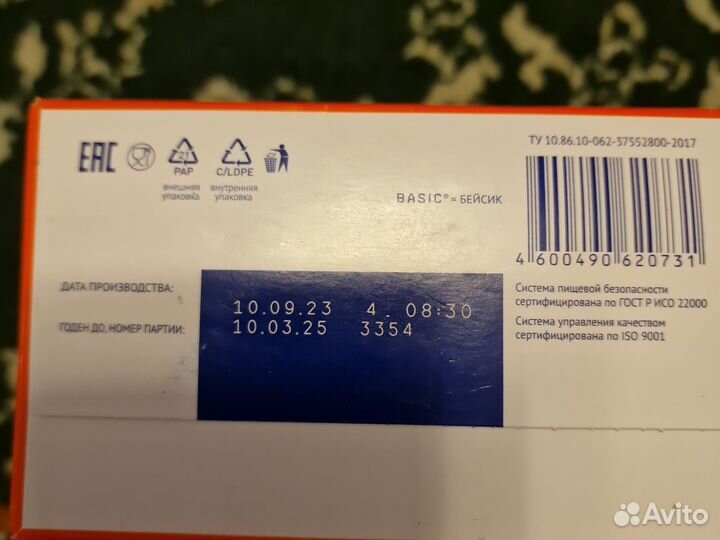 ТУ 10.86.10-062-37552800-2017
EAC
21
PAP
C/LDPE
внешняя
упаковка
внутренняя
упаковка
BASIC® = БЕЙСИК
4 600490 620731
ДАТА ПРОИЗВОДСТВА:
10.09.23 4. 08:30
ГОДЕН ДО, НОМЕР ПАРТИИ:
10.03.25 3354
Система пищевой безопасности
сертифицирована по ГОСТ Р ИСО 22000
Система управления качеством
сертифицирована по ISO 9001
Avito